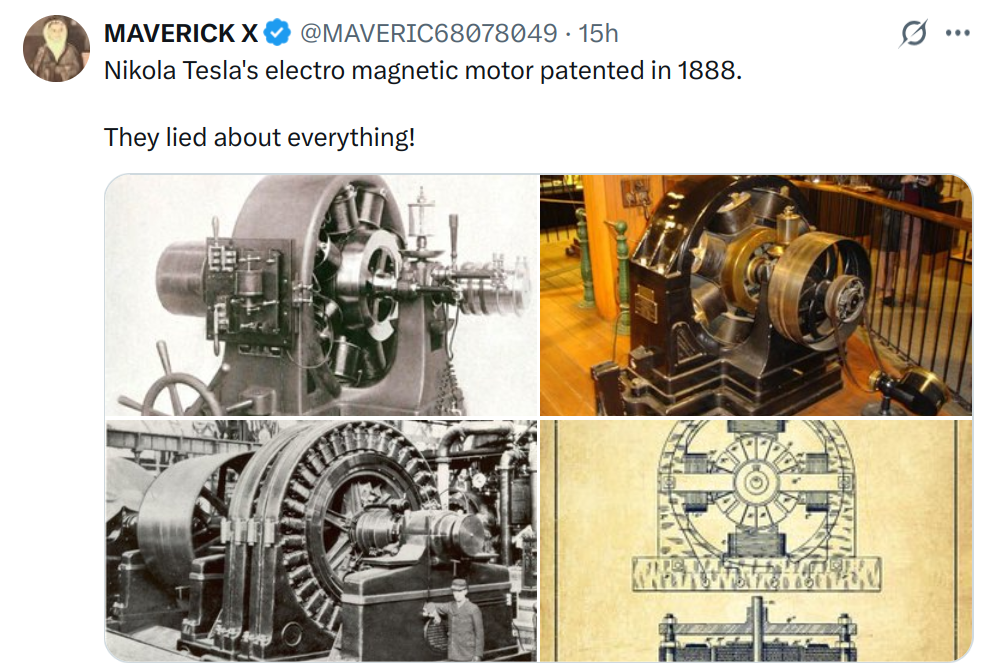 MAVERICK X @MAVERIC68078049 · 15h
Nikola Tesla's electro magnetic motor patented in 1888.
They lied about everything!